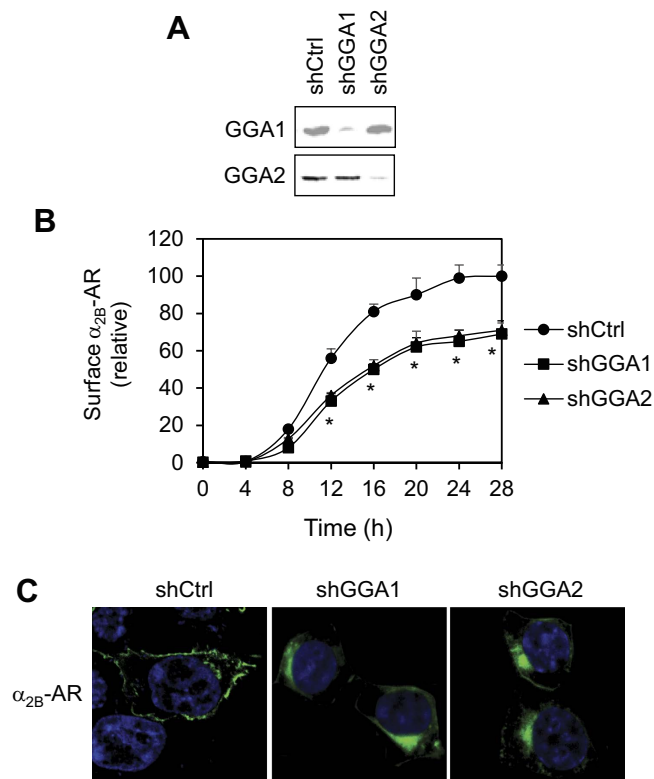 A
shCtrl
shGGA1
shGGA2
GGA1
GGA2
B
120
100
80
60
40
20
0
Surface α2B-AR
(relative)
* * * * *
0 4 8 12 16 20 24 28
Time (h)
shCtrl
shGGA1
shGGA2
C
shCtrl shGGA1 shGGA2
α2B-AR